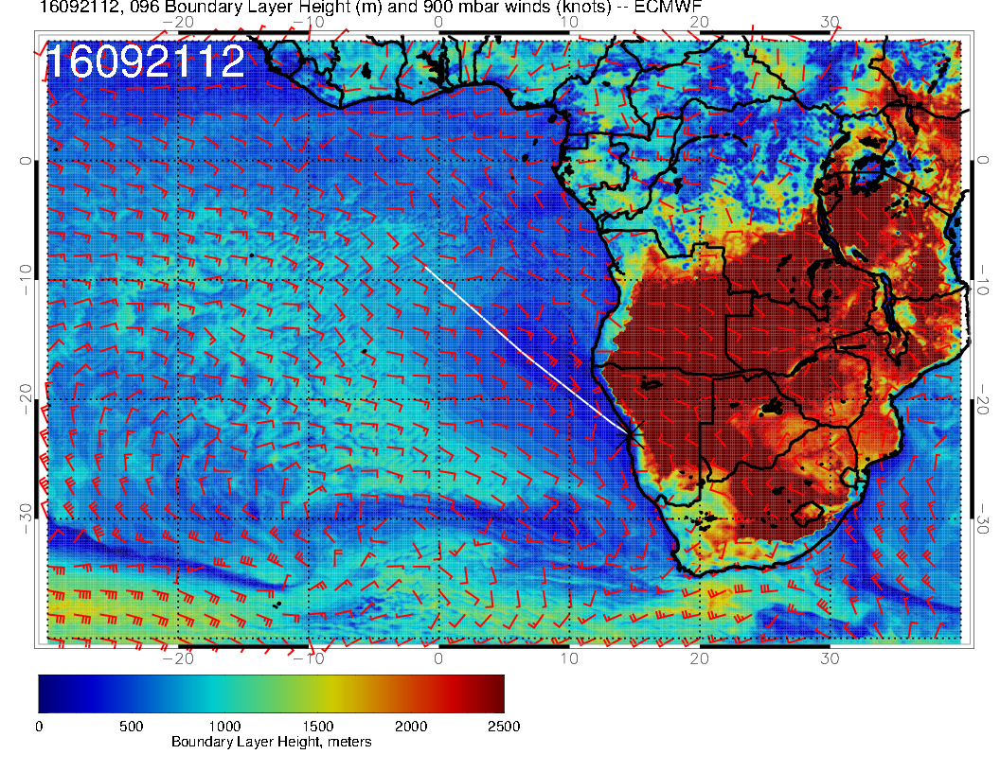 16092112, 096 Boundary Layer Height (m) and 900 mbar winds (knots) -- ECMWF
−20 −10 0 10 20 30
16092112
0 0
−10 −10
−20 −20
−30 −30
−20 −10 0 10 20 30
0 500 1000 1500 2000 2500
Boundary Layer Height, meters